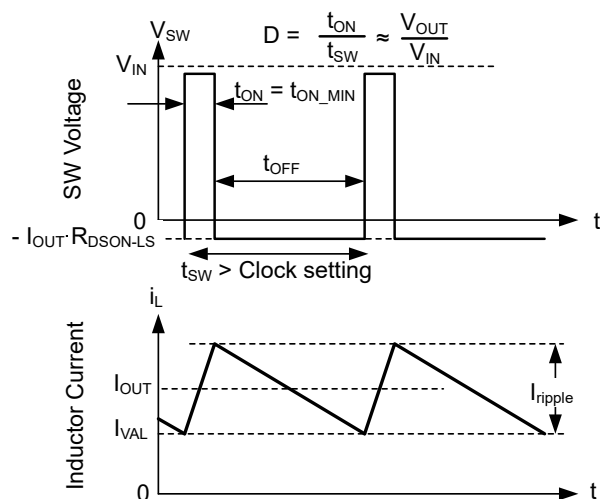 V_SW
D = t_ON / t_SW ≈ V_OUT / V_IN
V_IN
t_ON = t_ON_MIN
SW Voltage
t_OFF
0
t
- I_OUT·R_DSON-LS
t_SW > Clock setting
i_L
Inductor Current
I_OUT
I_ripple
I_VAL
0
t